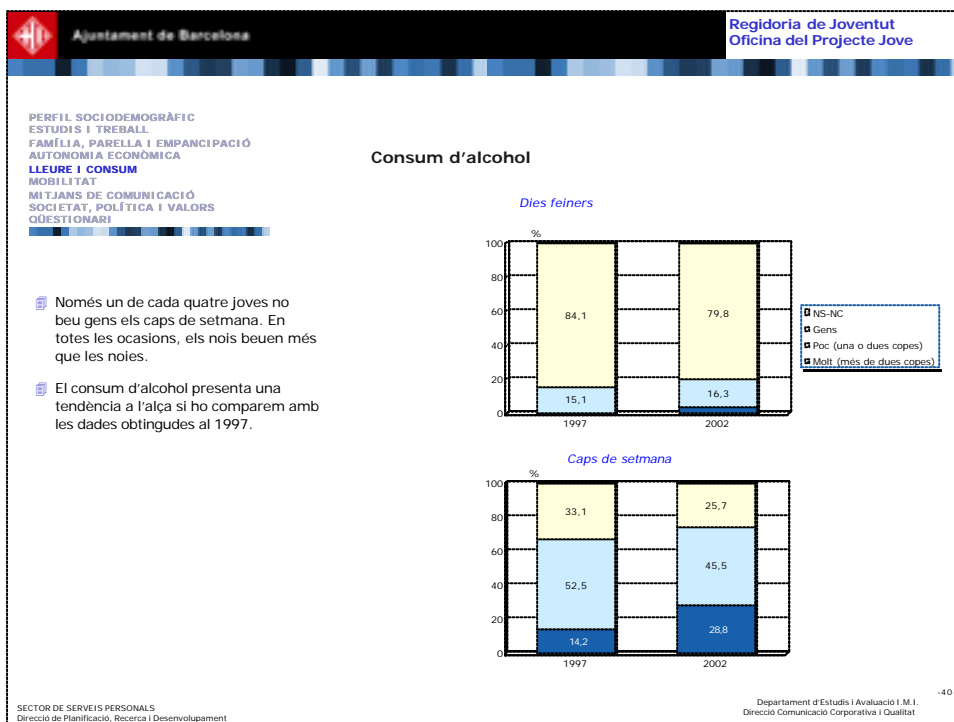 Ajuntament de Barcelona
Regidoria de Joventut
Oficina del Projecte Jove
PERFIL SOCIODEMOGRÀFIC
ESTUDIS I TREBALL
FAMÍLIA, PARELLA I EMPANCIPACIÓ
AUTONOMIA ECONÒMICA
LLEURE I CONSUM
MOBILITAT
MITJANS DE COMUNICACIÓ
SOCIETAT, POLÍTICA I VALORS
QÜESTIONARI
Consum d'alcohol
Només un de cada quatre joves no
beu gens els caps de setmana. En
totes les ocasions, els nois beuen més
que les noies.
El consum d'alcohol presenta una
tendència a l'alça si ho comparem amb
les dades obtingudes al 1997.
Dies feiners
%
100
80
60
40
20
0
84,1
79,8
15,1
16,3
1997
2002
NS-NC
Gens
Poc (una o dues copes)
Molt (més de dues copes)
Caps de setmana
%
100
80
60
40
20
0
33,1
25,7
52,5
45,5
14,2
28,8
1997
2002
SECTOR DE SERVEIS PERSONALS
Direcció de Planificació, Recerca i Desenvolupament
Departament d'Estudis i Avaluació I.M.I.
Direcció Comunicació Corporativa i Qualitat
-40